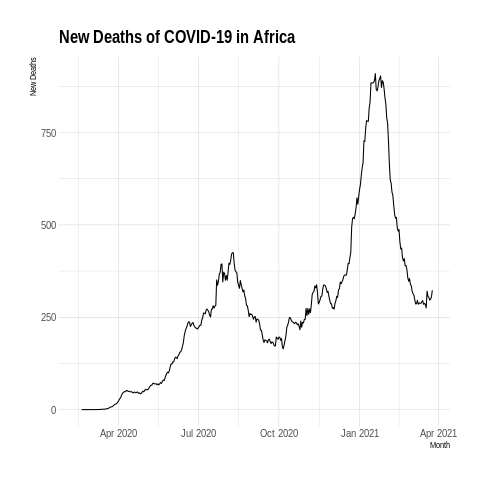 New Deaths of COVID-19 in Africa
New Deaths
750
500
250
0
Apr 2020 Jul 2020 Oct 2020 Jan 2021 Apr 2021
Month